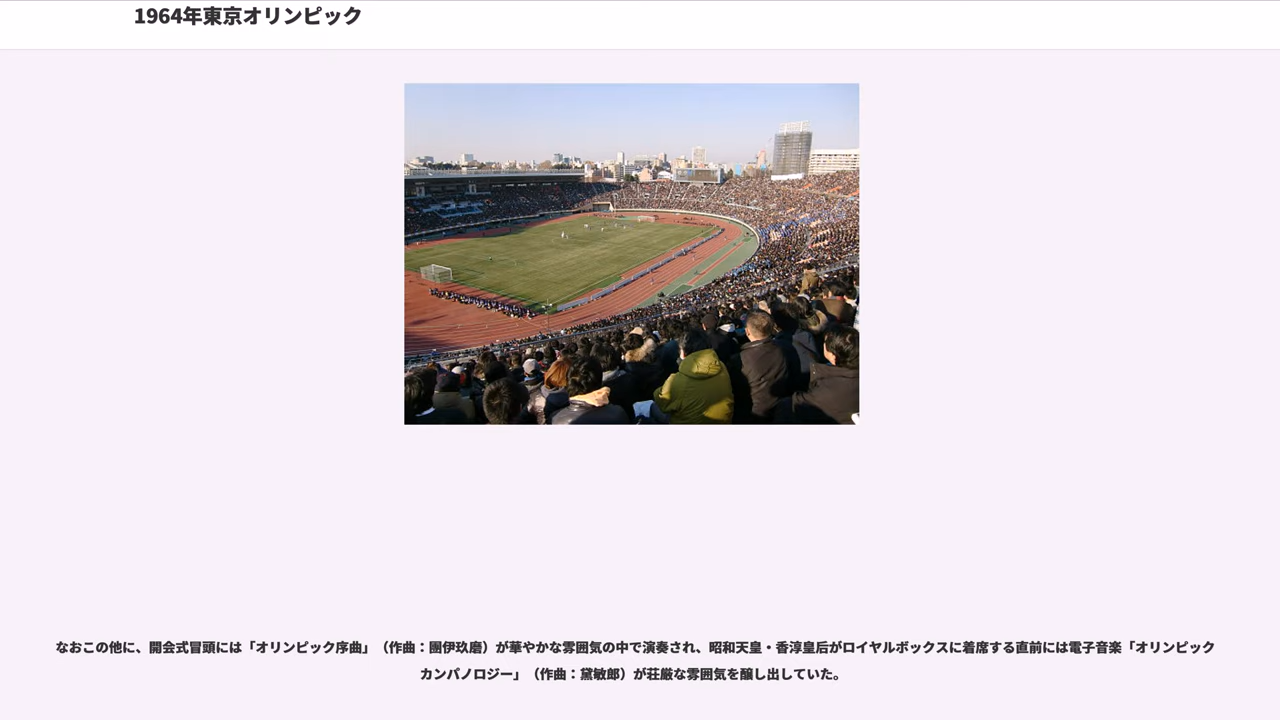 1964年東京オリンピック
なおこの他に、開会式冒頭には「オリンピック序曲」（作曲：團伊玖磨）が華やかな雰囲気の中で演奏され、昭和天皇・香淳皇后がロイヤルボックスに着席する直前には電子音楽「オリンピック
カンパノロジー」（作曲：黛敏郎）が荘厳な雰囲気を醸し出していた。